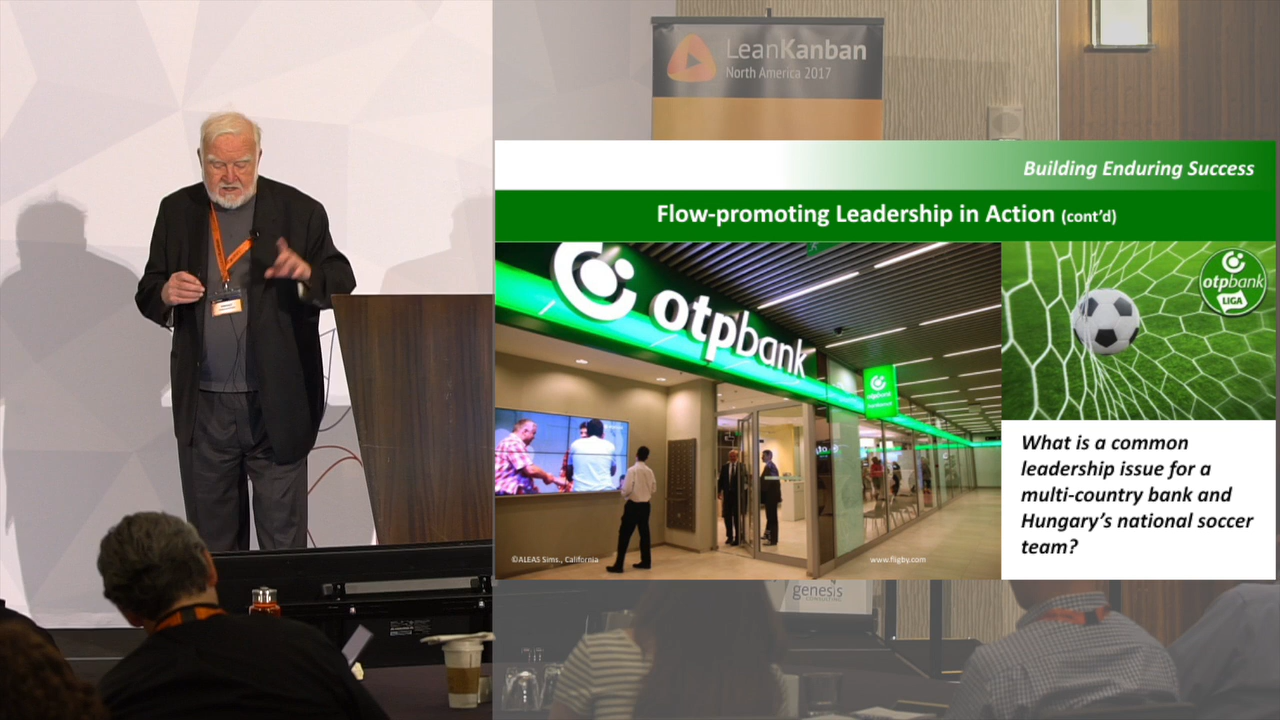 LeanKanban
North America 2017
Building Enduring Success
Flow-promoting Leadership in Action (cont'd)
otpbank
otpbank
otpbank
LIGA
What is a common
leadership issue for a
multi-country bank and
Hungary's national soccer
team?
©ALEAS Sims., California
www.fligby.com
genesis